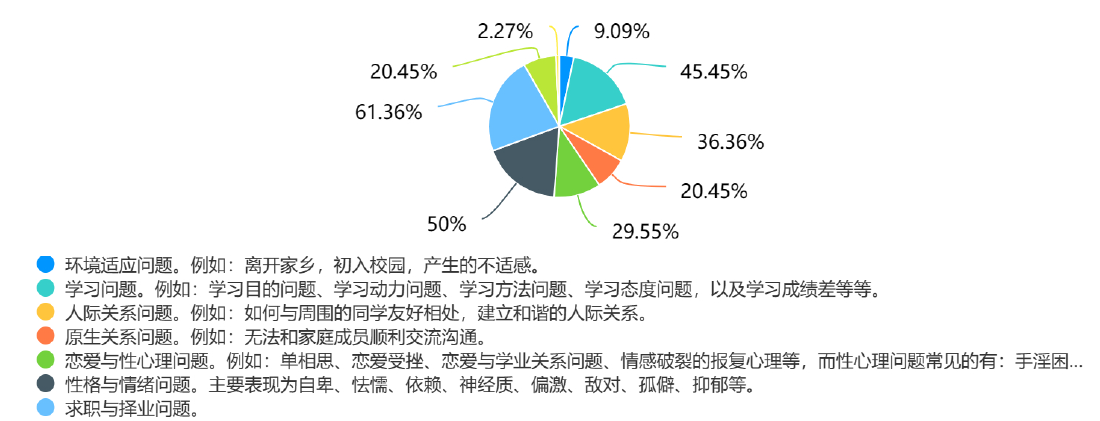 2.27%
9.09%
20.45%
45.45%
61.36%
36.36%
20.45%
50%
29.55%
环境适应问题。例如：离开家乡，初入校园，产生的不适感。
学习问题。例如：学习目的问题、学习动力问题、学习方法问题、学习态度问题，以及学习成绩差等等。
人际关系问题。例如：如何与周围的同学友好相处，建立和谐的人际关系。
原生关系问题。例如：无法和家庭成员顺利交流沟通。
恋爱与性心理问题。例如：单相思、恋爱受挫、恋爱与学业关系问题、情感破裂的报复心理等，而性心理问题常见的有：手淫困...
性格与情绪问题。主要表现为自卑、怯懦、依赖、神经质、偏激、敌对、孤僻、抑郁等。
求职与择业问题。